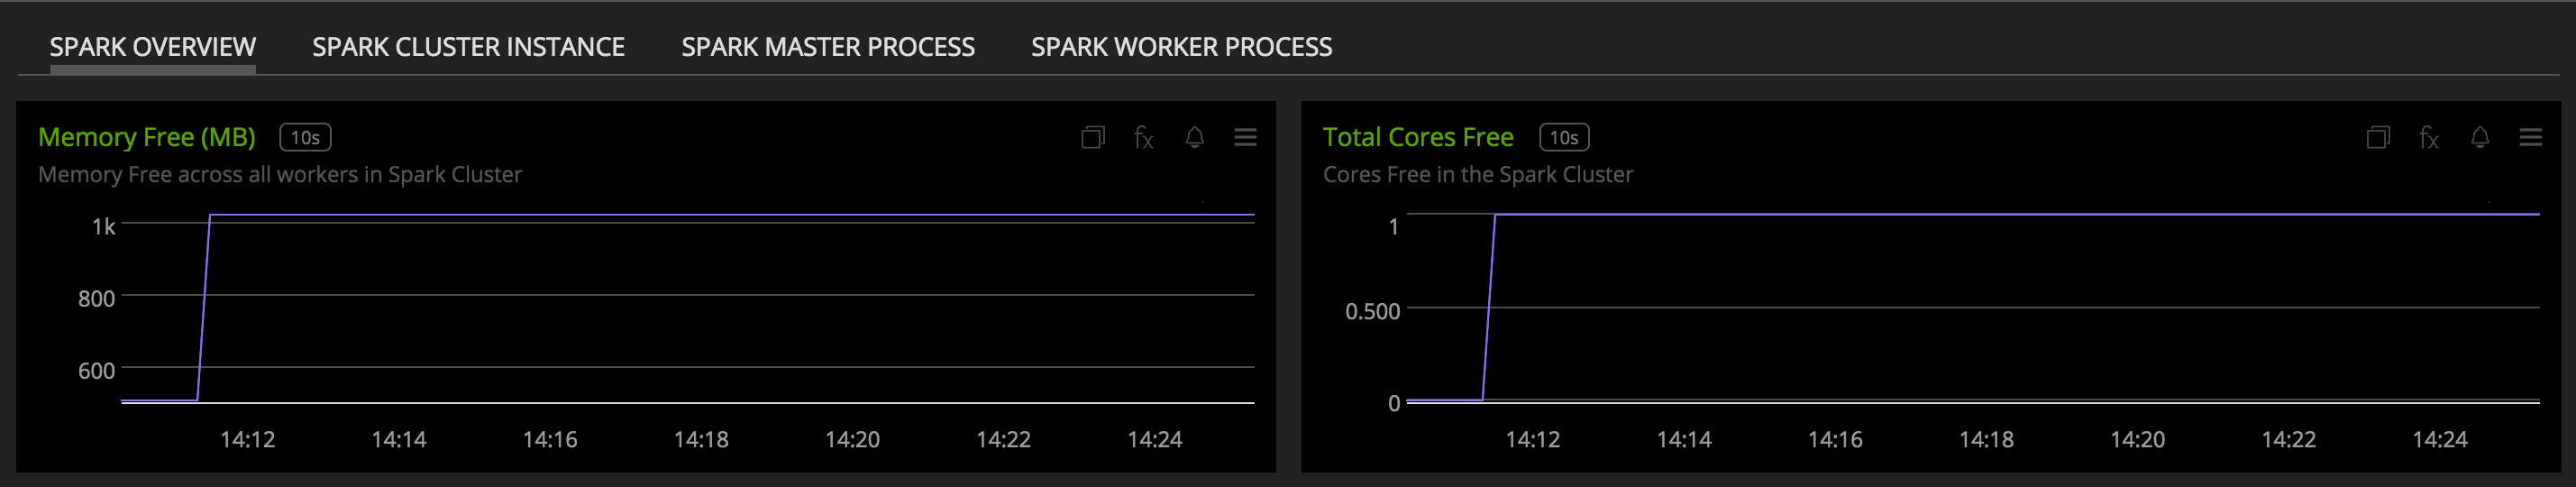 SPARK OVERVIEW SPARK CLUSTER INSTANCE SPARK MASTER PROCESS SPARK WORKER PROCESS
Memory Free (MB) 10s fx
Memory Free across all workers in Spark Cluster
1k
800
600
14:12 14:14 14:16 14:18 14:20 14:22 14:24
Total Cores Free 10s fx
Cores Free in the Spark Cluster
1
0.500
0
14:12 14:14 14:16 14:18 14:20 14:22 14:24